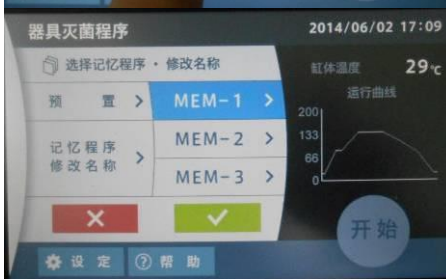 器具灭菌程序
2014/06/02 17:09
选择记忆程序 · 修改名称
缸体温度 29℃
预 置 > MEM-1 >
记忆程序
修改名称 >
MEM-2 >
MEM-3 >
运行曲线
200
133
66
0
开始
设 定
? 帮 助